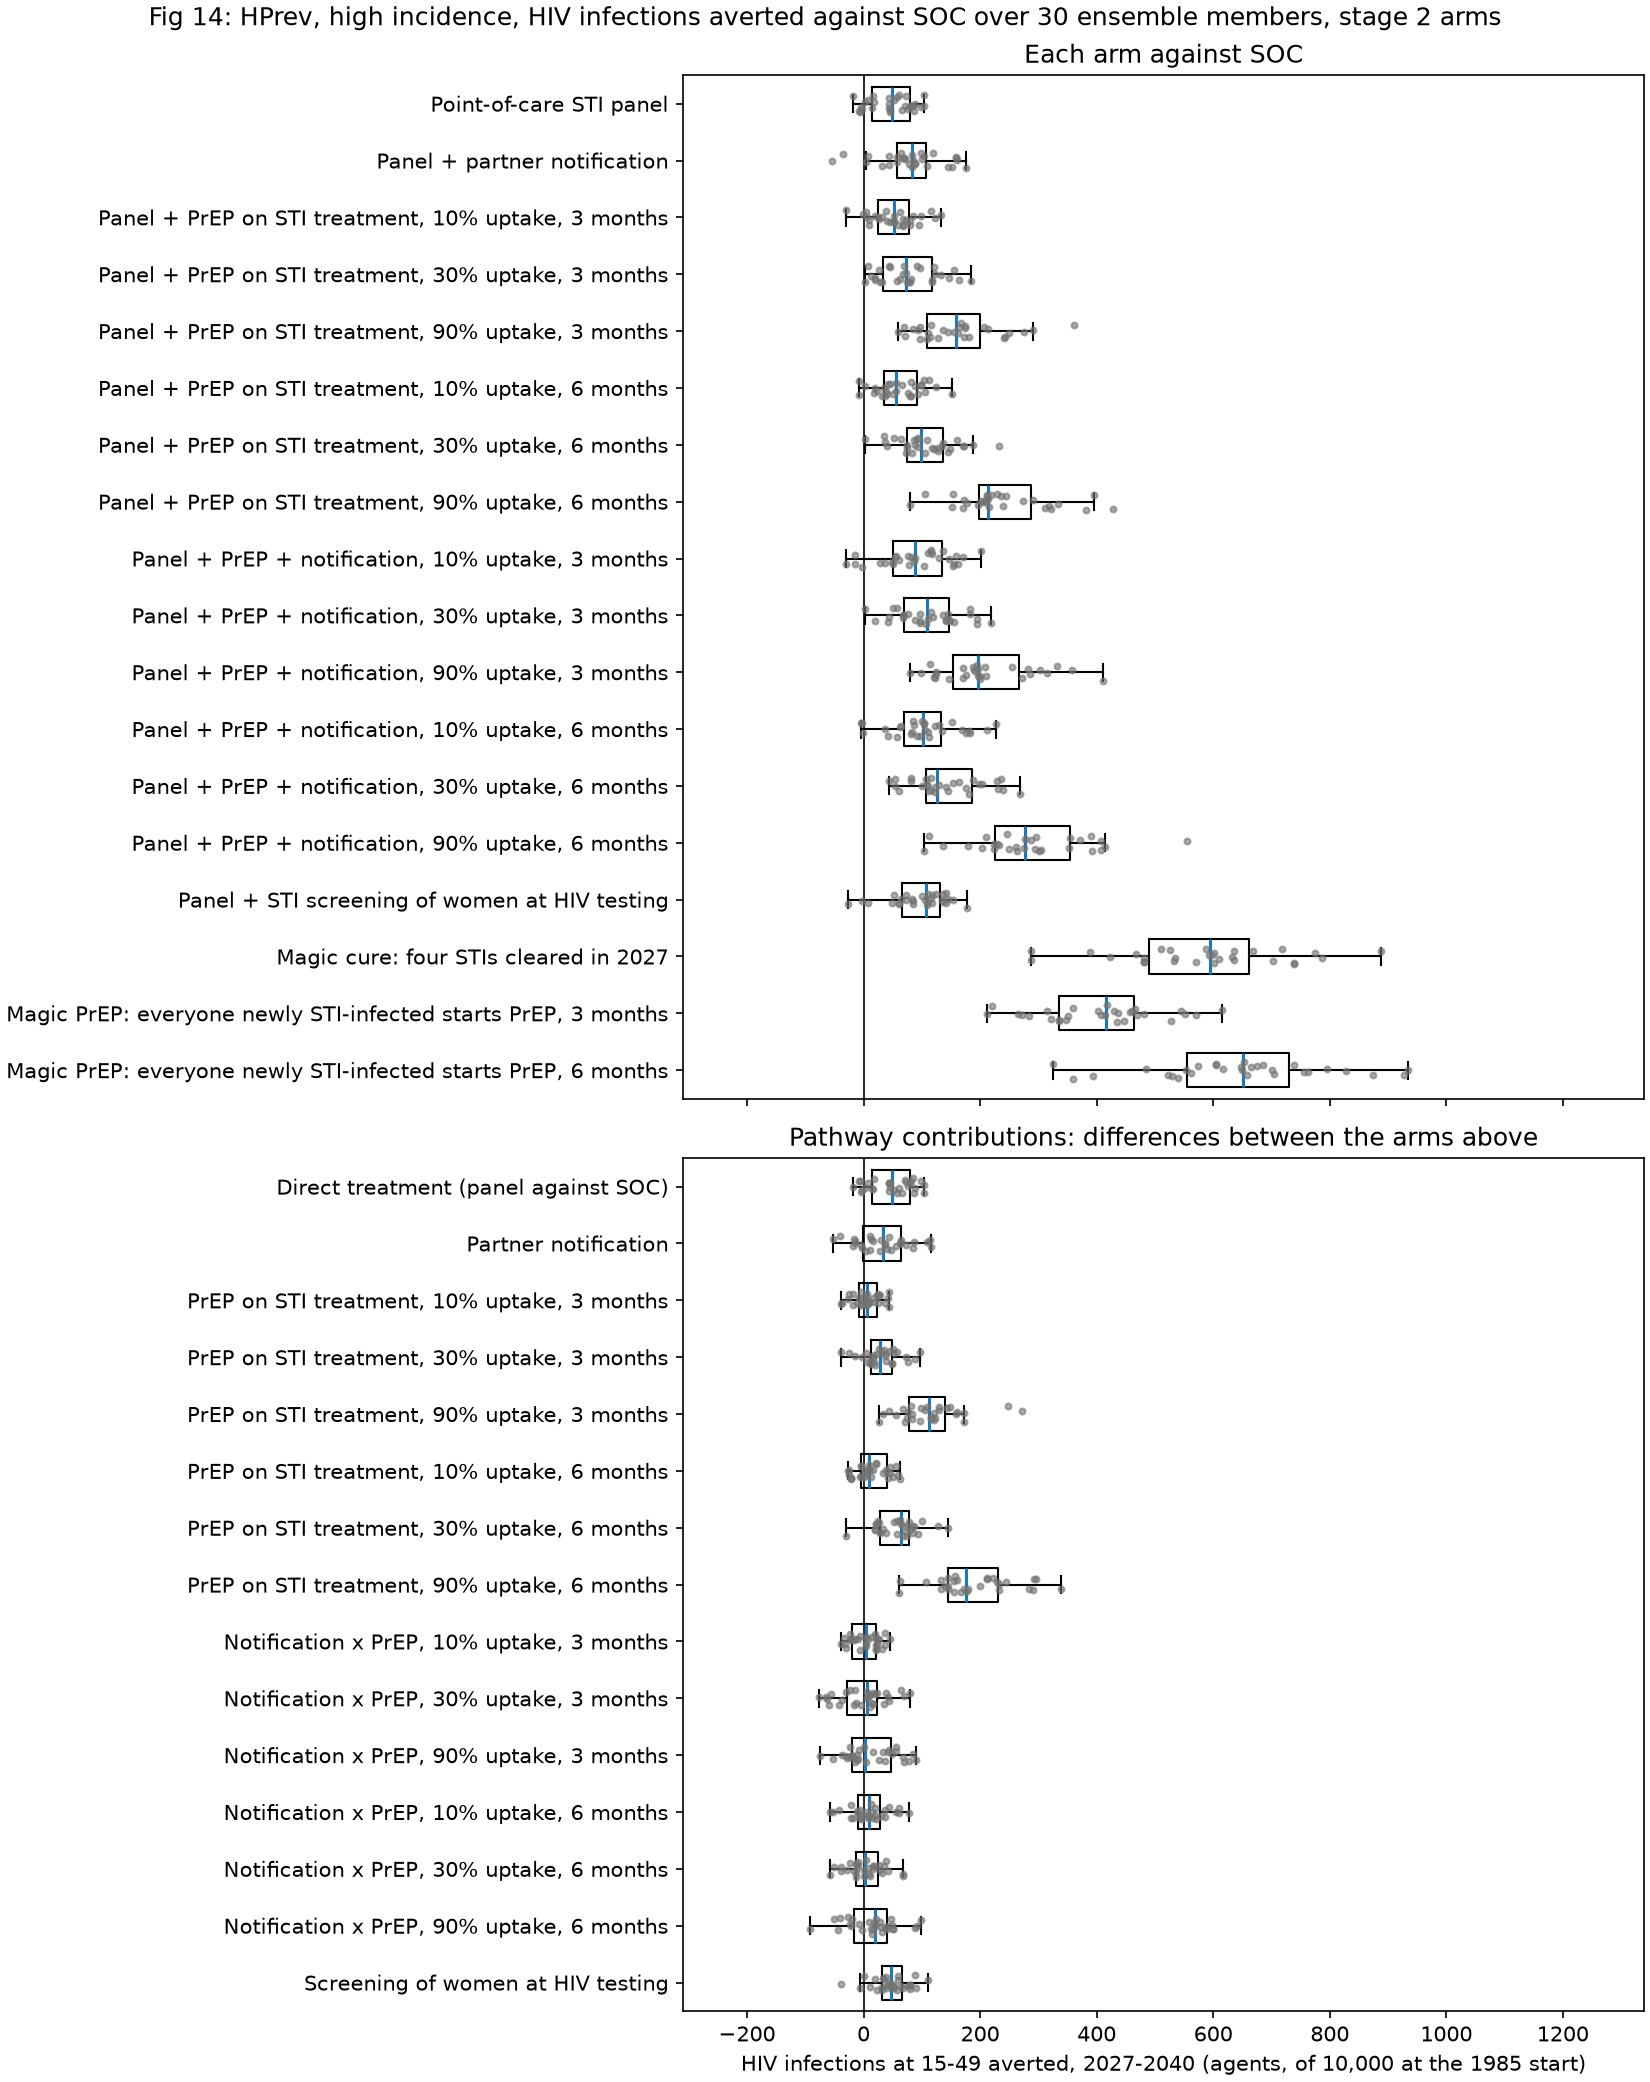 Fig 14: HPrev, high incidence, HIV infections averted against SOC over 30 ensemble members, stage 2 arms
Each arm against SOC
Point-of-care STI panel
Panel + partner notification
Panel + PrEP on STI treatment, 10% uptake, 3 months
Panel + PrEP on STI treatment, 30% uptake, 3 months
Panel + PrEP on STI treatment, 90% uptake, 3 months
Panel + PrEP on STI treatment, 10% uptake, 6 months
Panel + PrEP on STI treatment, 30% uptake, 6 months
Panel + PrEP on STI treatment, 90% uptake, 6 months
Panel + PrEP + notification, 10% uptake, 3 months
Panel + PrEP + notification, 30% uptake, 3 months
Panel + PrEP + notification, 90% uptake, 3 months
Panel + PrEP + notification, 10% uptake, 6 months
Panel + PrEP + notification, 30% uptake, 6 months
Panel + PrEP + notification, 90% uptake, 6 months
Panel + STI screening of women at HIV testing
Magic cure: four STIs cleared in 2027
Magic PrEP: everyone newly STI-infected starts PrEP, 3 months
Magic PrEP: everyone newly STI-infected starts PrEP, 6 months
Pathway contributions: differences between the arms above
Direct treatment (panel against SOC)
Partner notification
PrEP on STI treatment, 10% uptake, 3 months
PrEP on STI treatment, 30% uptake, 3 months
PrEP on STI treatment, 90% uptake, 3 months
PrEP on STI treatment, 10% uptake, 6 months
PrEP on STI treatment, 30% uptake, 6 months
PrEP on STI treatment, 90% uptake, 6 months
Notification x PrEP, 10% uptake, 3 months
Notification x PrEP, 30% uptake, 3 months
Notification x PrEP, 90% uptake, 3 months
Notification x PrEP, 10% uptake, 6 months
Notification x PrEP, 30% uptake, 6 months
Notification x PrEP, 90% uptake, 6 months
Screening of women at HIV testing
−200 0 200 400 600 800 1000 1200
HIV infections at 15-49 averted, 2027-2040 (agents, of 10,000 at the 1985 start)